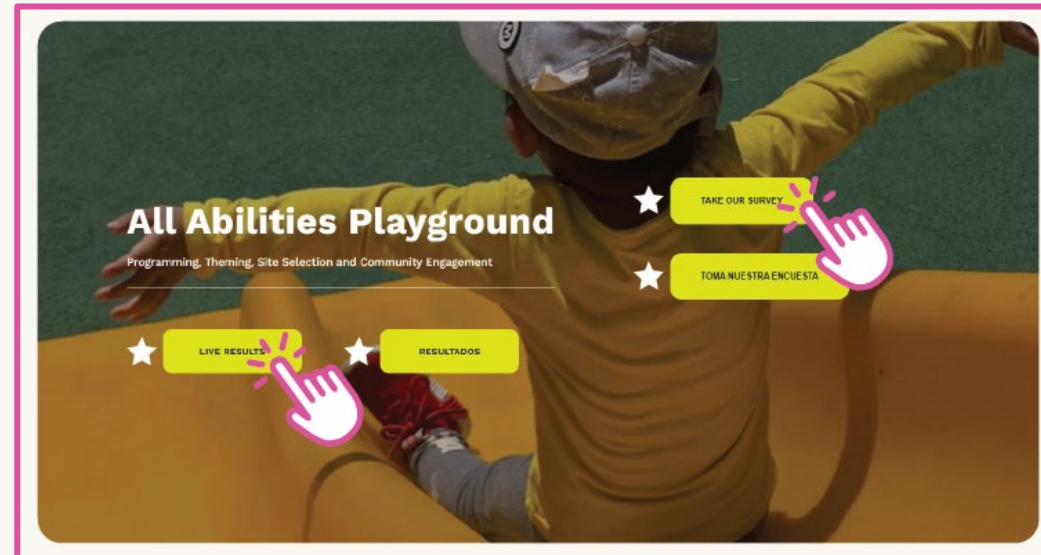 All Abilities Playground
Programming, Theming, Site Selection and Community Engagement
LIVE RESULTS
RESULTADOS
TAKE OUR SURVEY
TOMA NUESTRA ENCUESTA